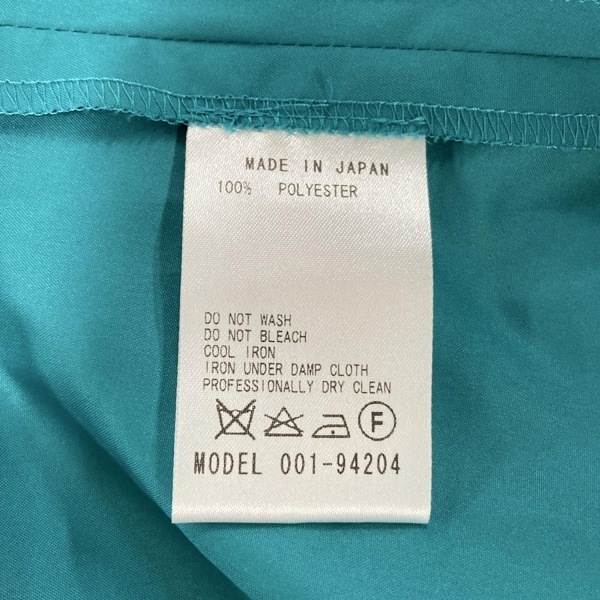 MADE IN JAPAN
100% POLYESTER
DO NOT WASH
DO NOT BLEACH
COOL IRON
IRON UNDER DAMP CLOTH
PROFESSIONALLY DRY CLEAN
F
MODEL 001-94204